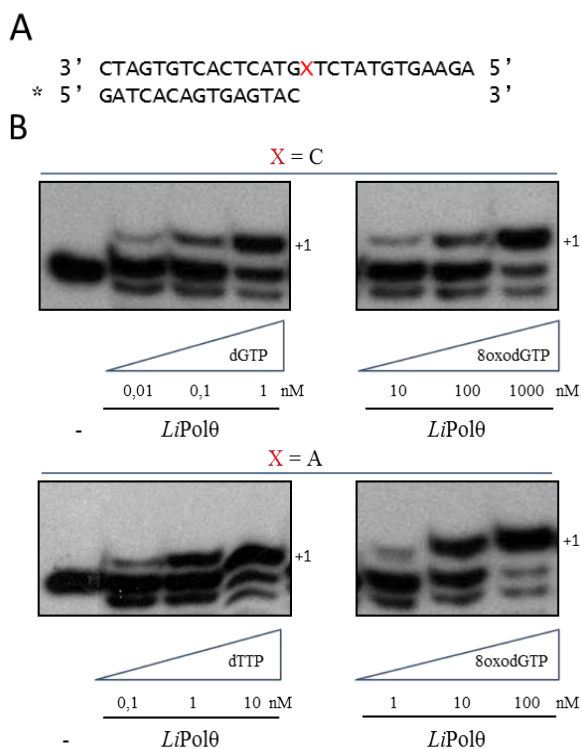 A
3’ CTAGTGTCACTCATGXTCTATGTGAAGA 5’
* 5’ GATCACAGTGAGTAC 3’
B
X = C
+1 +1
dGTP 8oxodGTP
0,01 0,1 1 nM 10 100 1000 nM
- LiPolθ LiPolθ
X = A
+1 +1
dTTP 8oxodGTP
0,1 1 10 nM 1 10 100 nM
- LiPolθ LiPolθ